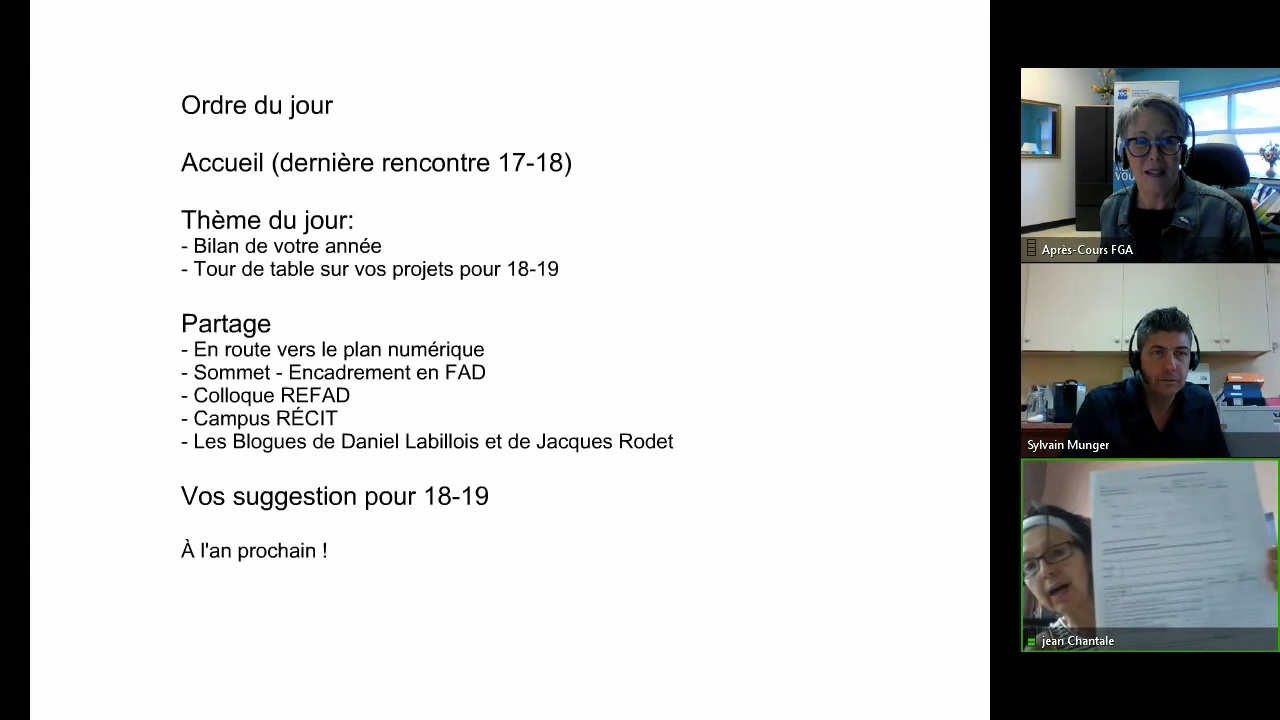 Ordre du jour
Accueil (dernière rencontre 17-18)
Thème du jour:
- Bilan de votre année
- Tour de table sur vos projets pour 18-19
Partage
- En route vers le plan numérique
- Sommet - Encadrement en FAD
- Colloque REFAD
- Campus RÉCIT
- Les Blogues de Daniel Labillois et de Jacques Rodet
Vos suggestion pour 18-19
À l'an prochain !
VOU
Après-Cours FGA
Sylvain Munger
jean Chantale